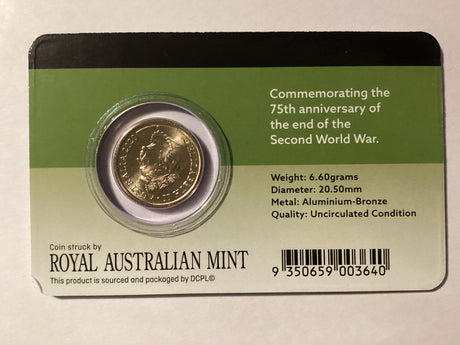 Commemorating the
75th anniversary of
the end of the
Second World War.
Weight: 6.60grams
Diameter: 20.50mm
Metal: Aluminium-Bronze
Quality: Uncirculated Condition
Coin struck by
ROYAL AUSTRALIAN MINT
This product is sourced and packaged by DCPL©
9 350659 003640